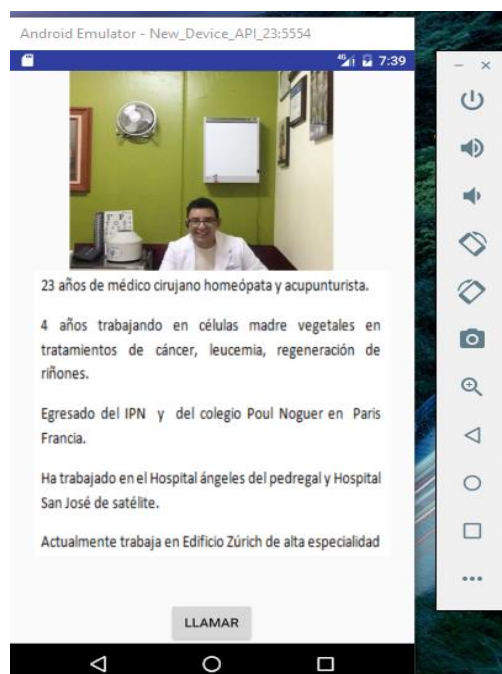 Android Emulator - New_Device_API_23:5554
4G 7:39
23 años de médico cirujano homeópata y acupunturista.
4 años trabajando en células madre vegetales en
tratamientos de cáncer, leucemia, regeneración de
riñones.
Egresado del IPN y del colegio Poul Noguer en Paris
Francia.
Ha trabajado en el Hospital ángeles del pedregal y Hospital
San José de satélite.
Actualmente trabaja en Edificio Zúrich de alta especialidad
LLAMAR